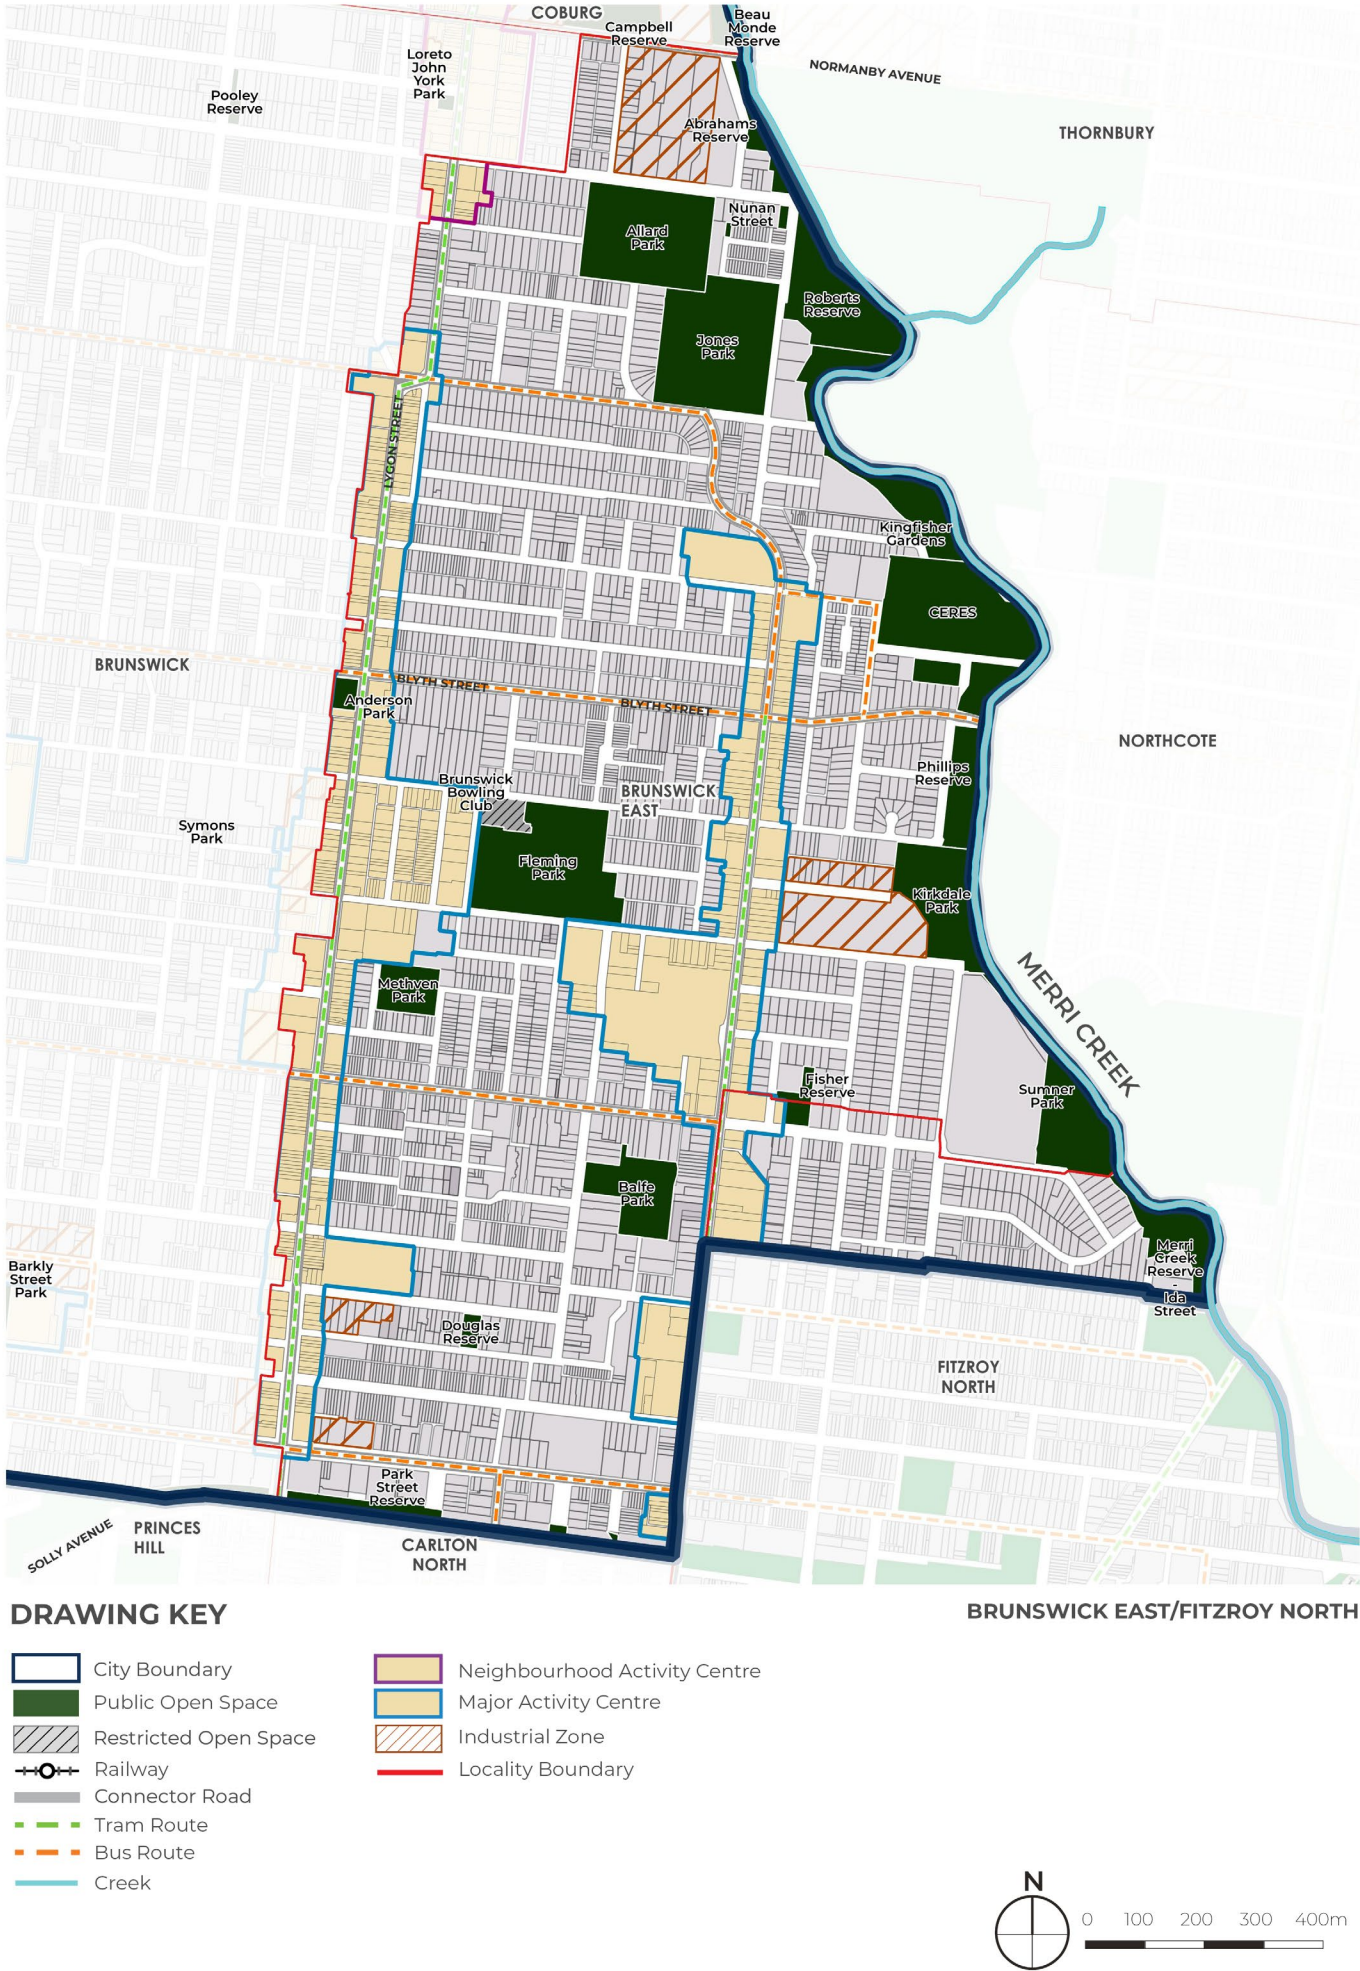 COBURG
Campbell
Reserve
Beau
Monde
Reserve
Loreto
John
York
Park
NORMANBY AVENUE
Pooley
Reserve
Abrahams
Reserve
THORNBURY
Nunan
Street
Allard
Park
Roberts
Reserve
Jones
Park
LYGON STREET
Kingfisher
Gardens
CERES
BRUNSWICK
BLYTH STREET
BLYTH STREET
Anderson
Park
NORTHCOTE
Phillips
Reserve
Brunswick
Bowling
Club
BRUNSWICK
EAST
Symons
Park
Fleming
Park
Kirkdale
Park
Methven
Park
MERRI CREEK
Fisher
Reserve
Sumner
Park
Balfe
Park
Merri
Creek
Reserve
-
Ida
Street
Barkly
Street
Park
Douglas
Reserve
FITZROY
NORTH
Park
Street
Reserve
SOLLY AVENUE
PRINCES
HILL
CARLTON
NORTH
DRAWING KEY
BRUNSWICK EAST/FITZROY NORTH
City Boundary
Public Open Space
Restricted Open Space
Railway
Connector Road
Tram Route
Bus Route
Creek
Neighbourhood Activity Centre
Major Activity Centre
Industrial Zone
Locality Boundary
N
0 100 200 300 400m